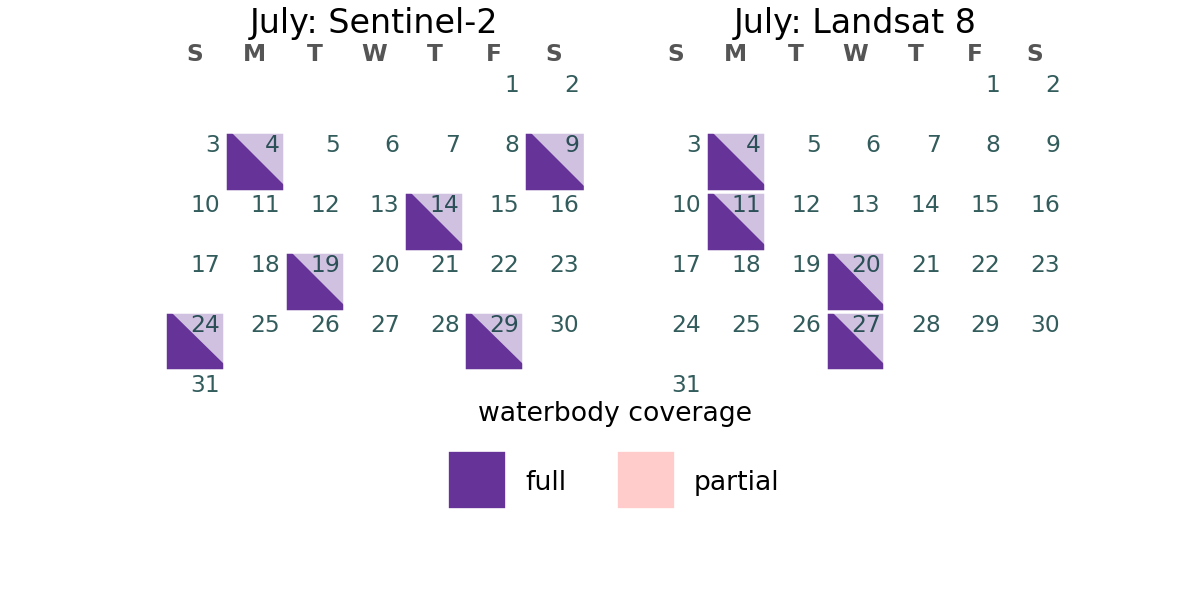 July: Sentinel-2
S M T W T F S
1 2
3 4 5 6 7 8 9
10 11 12 13 14 15 16
17 18 19 20 21 22 23
24 25 26 27 28 29 30
31
July: Landsat 8
S M T W T F S
1 2
3 4 5 6 7 8 9
10 11 12 13 14 15 16
17 18 19 20 21 22 23
24 25 26 27 28 29 30
31
waterbody coverage
full partial